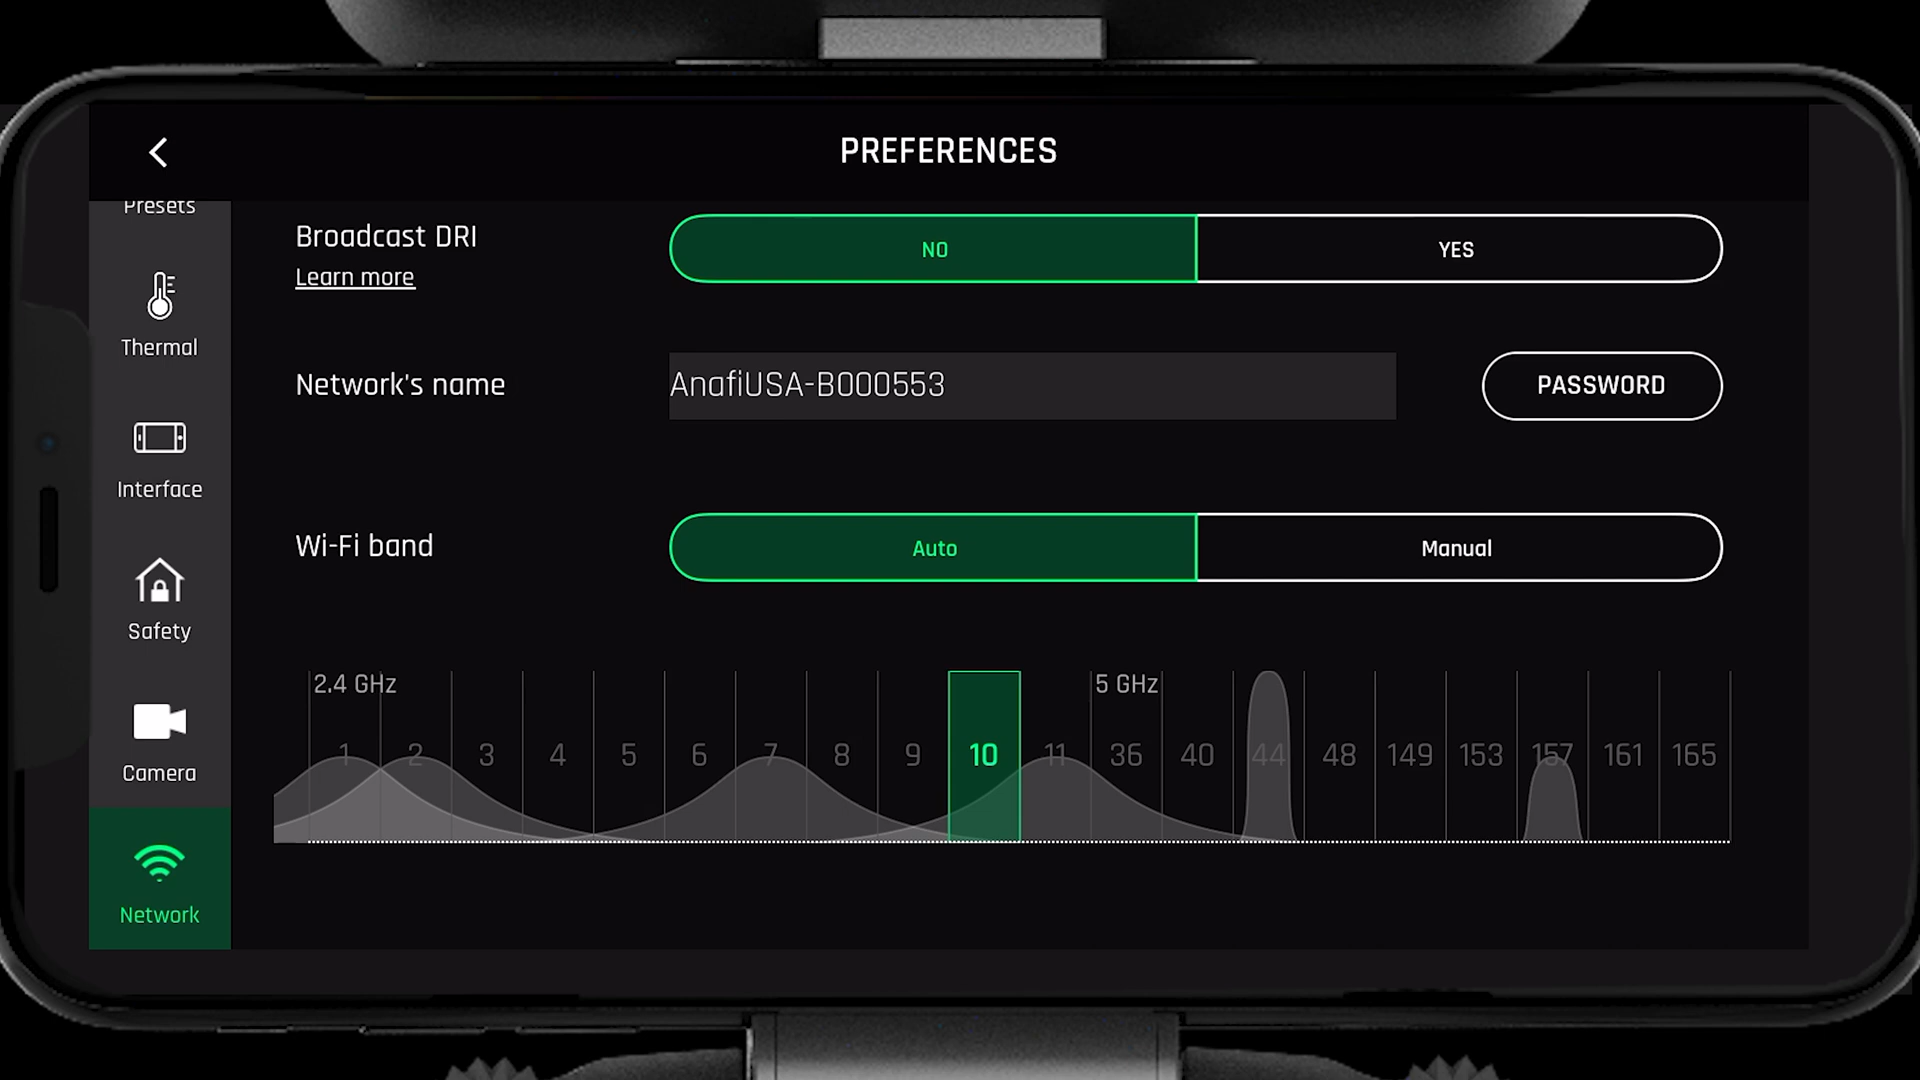 PREFERENCES
Presets
Thermal
Interface
Safety
Camera
Network
Broadcast DRI
Learn more
NO
YES
Network's name
AnafiUSA-B000553
PASSWORD
Wi-Fi band
Auto
Manual
2.4 GHz
5 GHz
1 2 3 4 5 6 7 8 9 10 11 36 40 44 48 149 153 157 161 165